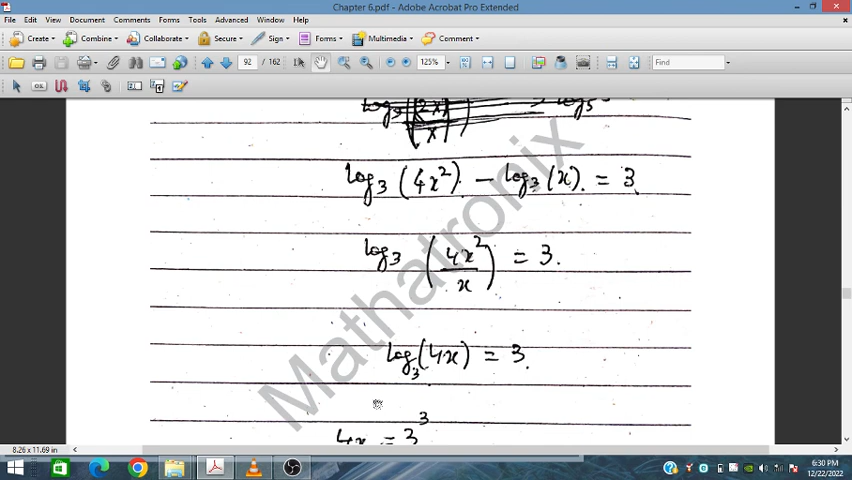 Chapter 6.pdf - Adobe Acrobat Pro Extended
File Edit View Document Comments Forms Tools Advanced Window Help
Create Combine Collaborate Secure Sign Forms Multimedia Comment
92 / 162 125% Find
log₃(4x²) - log₃(x) = 3
log₃(4x²/x) = 3.
log₃(4x) = 3.
4x = 3³
Mathatronix
8.26 x 11.69 in
6:30 PM
12/22/2022